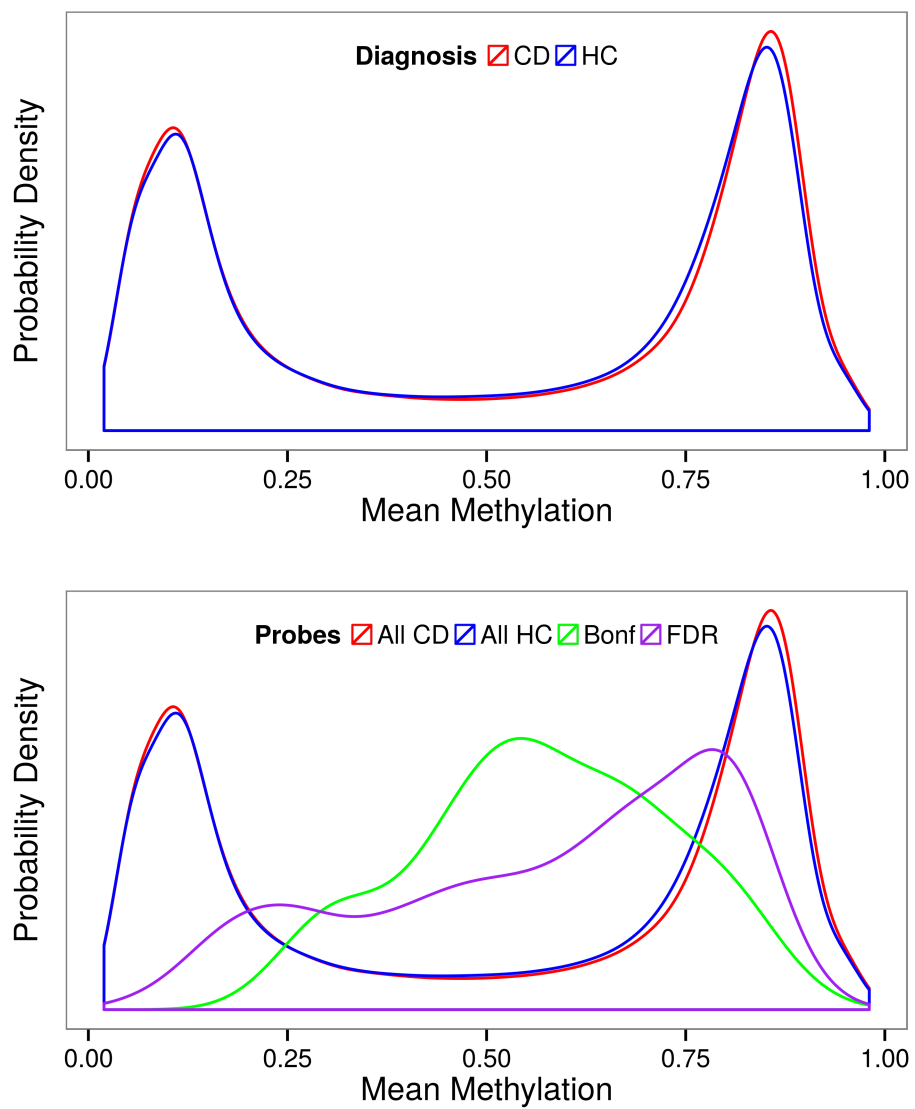 Diagnosis CD HC
Probability Density
0.00 0.25 0.50 0.75 1.00
Mean Methylation
Probes All CD All HC Bonf FDR
Probability Density
0.00 0.25 0.50 0.75 1.00
Mean Methylation